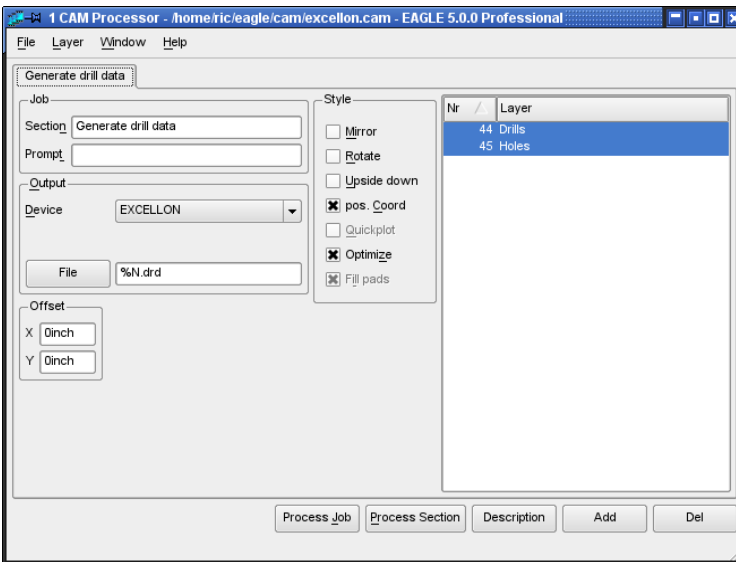 1 CAM Processor - /home/ric/eagle/cam/excellon.cam - EAGLE 5.0.0 Professional
File Layer Window Help
Generate drill data
Job
Section Generate drill data
Prompt
Output
Device EXCELLON
File %N.drd
Offset
X 0inch
Y 0inch
Style
Mirror
Rotate
Upside down
pos. Coord
Quickplot
Optimize
Fill pads
Nr Layer
44 Drills
45 Holes
Process Job Process Section Description Add Del